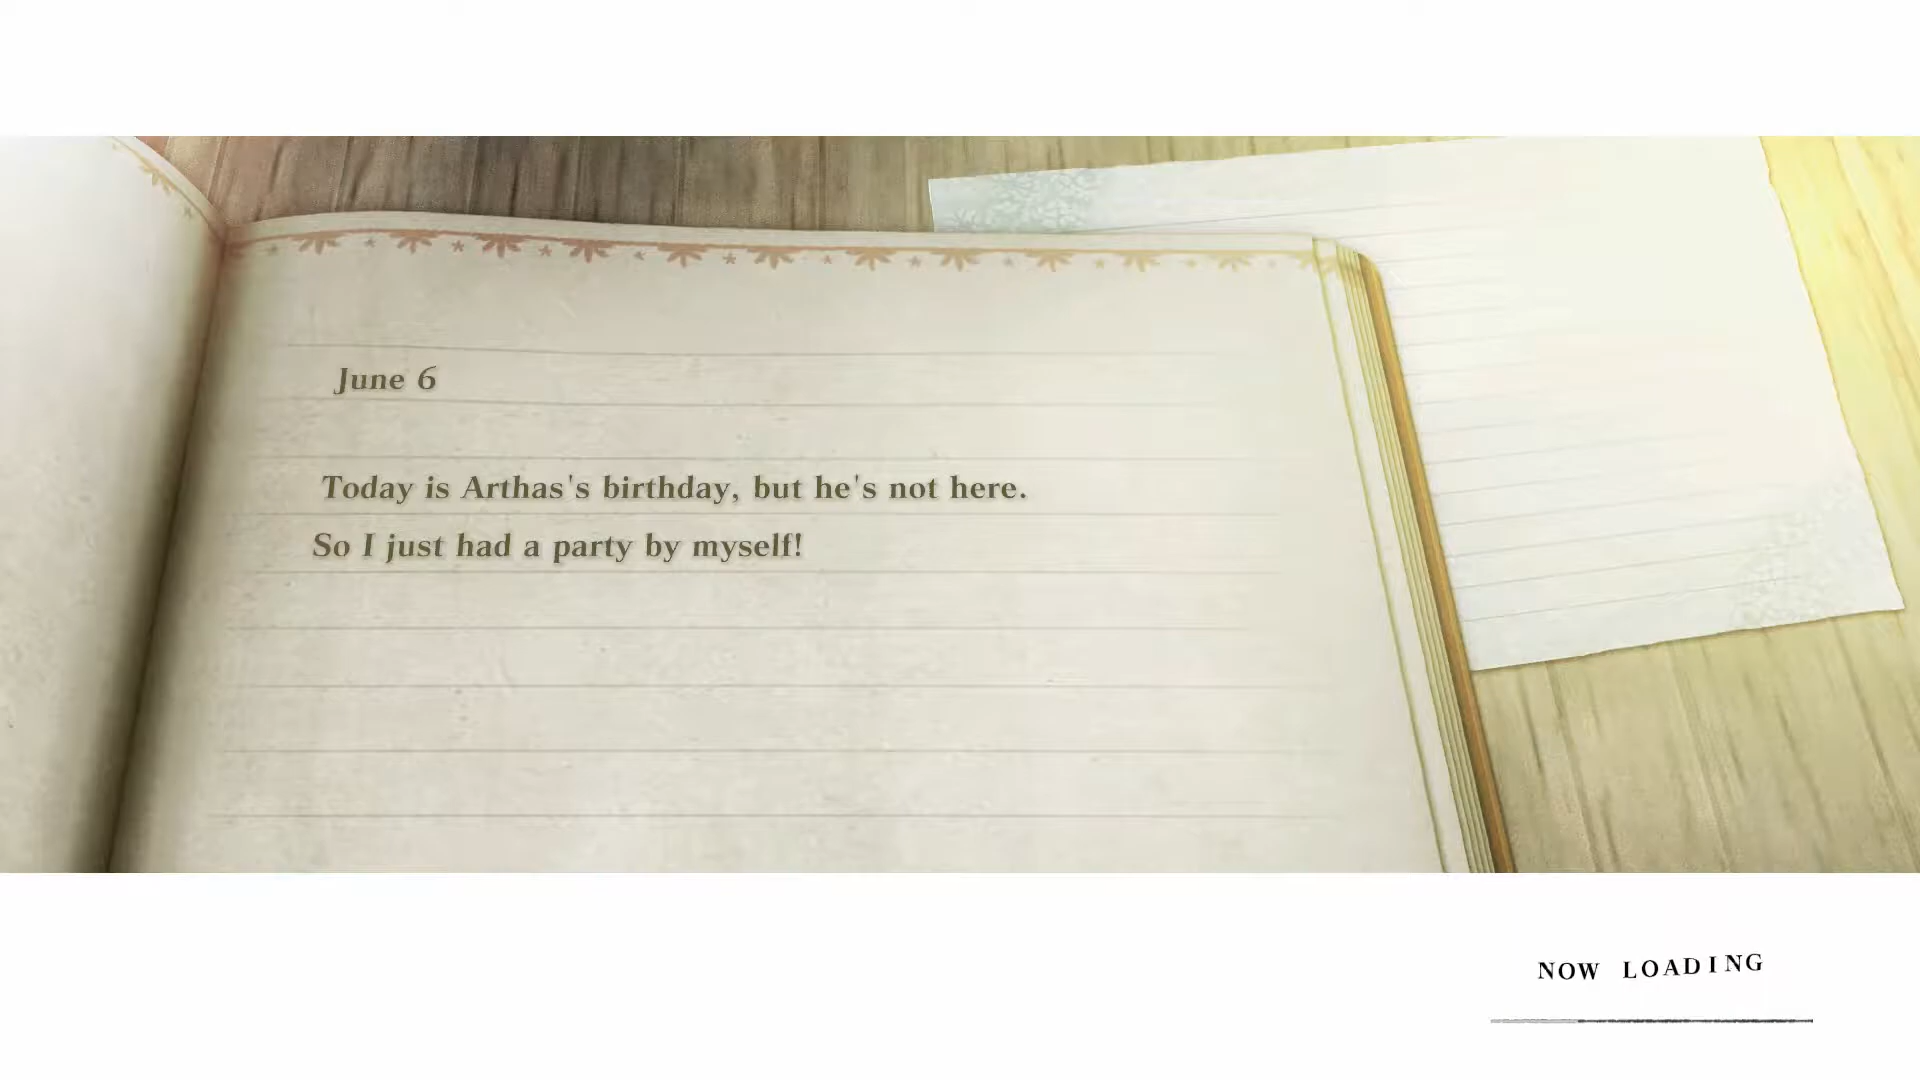 June 6
Today is Arthas's birthday, but he's not here.
So I just had a party by myself!
NOW LOADING